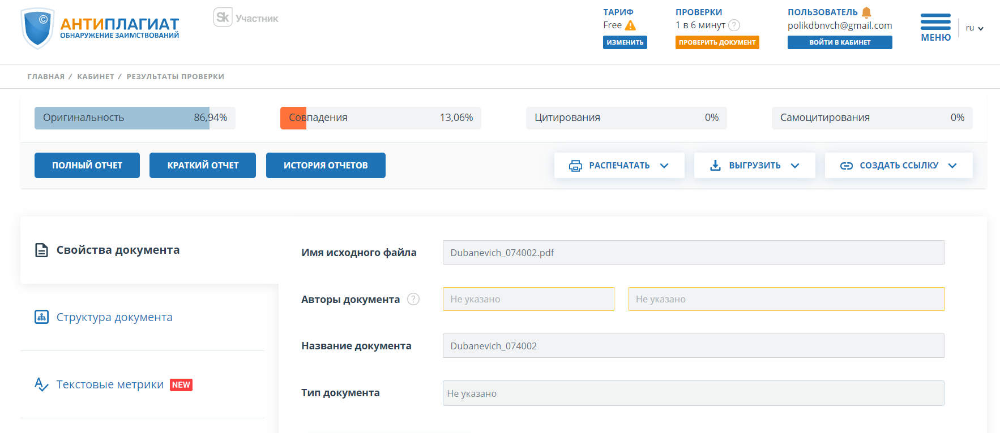 ©
АНТИПЛАГИАТ
ОБНАРУЖЕНИЕ ЗАИМСТВОВАНИЙ
Sk Участник
ТАРИФ
Free
ИЗМЕНИТЬ
ПРОВЕРКИ
1 в 6 минут ?
ПРОВЕРИТЬ ДОКУМЕНТ
ПОЛЬЗОВАТЕЛЬ
polikdbnvch@gmail.com
ВОЙТИ В КАБИНЕТ
МЕНЮ
ru
ГЛАВНАЯ / КАБИНЕТ / РЕЗУЛЬТАТЫ ПРОВЕРКИ
Оригинальность 86,94%
Совпадения 13,06%
Цитирования 0%
Самоцитирования 0%
ПОЛНЫЙ ОТЧЕТ
КРАТКИЙ ОТЧЕТ
ИСТОРИЯ ОТЧЕТОВ
РАСПЕЧАТАТЬ
ВЫГРУЗИТЬ
СОЗДАТЬ ССЫЛКУ
Свойства документа
Структура документа
Текстовые метрики NEW
Имя исходного файла Dubanevich_074002.pdf
Авторы документа ? Не указано Не указано
Название документа Dubanevich_074002
Тип документа Не указано